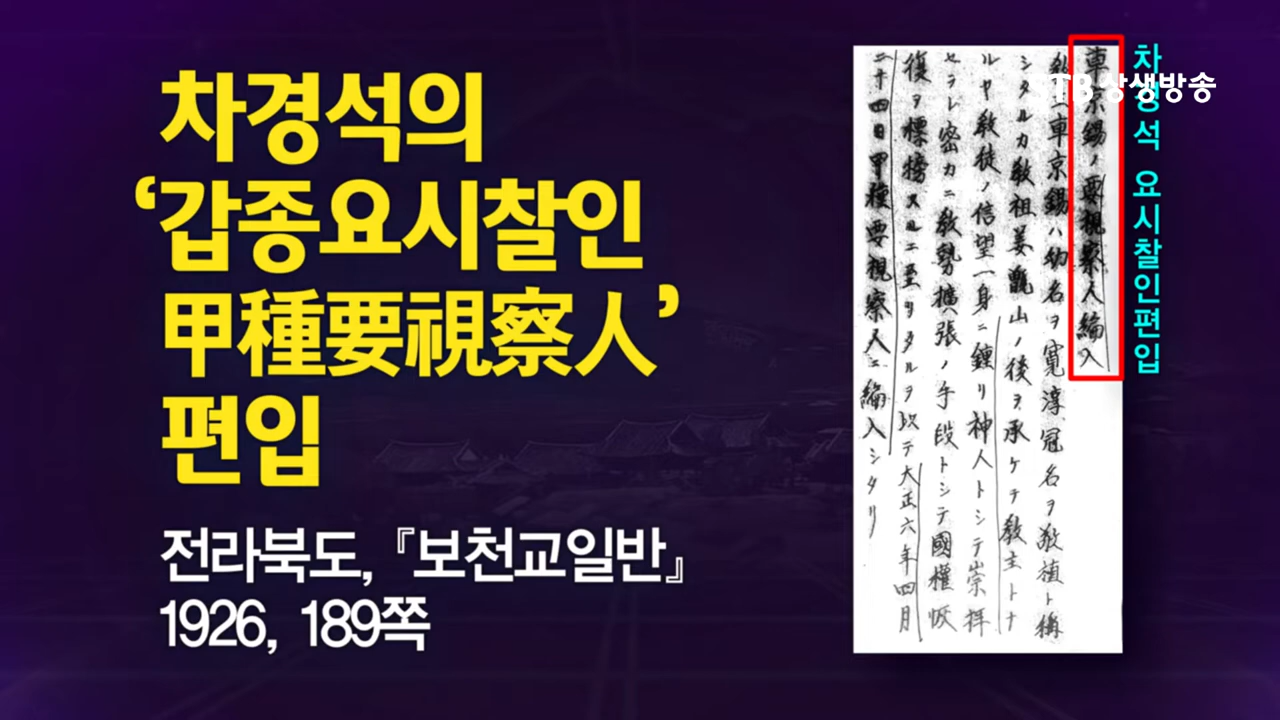 차경석의
‘갑종요시찰인
甲種要視察人’
편입
전라북도, 『보천교일반』
1926, 189쪽
STB 상생방송
차경석 요시찰인편입
車京錫ノ要視察人編入
教主車京錫ハ幼名ヲ寛淳冠名ヲ敬植ト稱
シタルカ教祖姜甑山ノ後ヲ承ケテ教主トナ
ルヤ教徒ノ信望一身ニ鍾リ神人トシテ崇拝
セラレ密カニ教勢擴張ノ手段トシテ國權恢
復ヲ標榜スルニ至リタルヲ以テ大正六年四月
二十四日甲種要視察人ニ編入シタリ